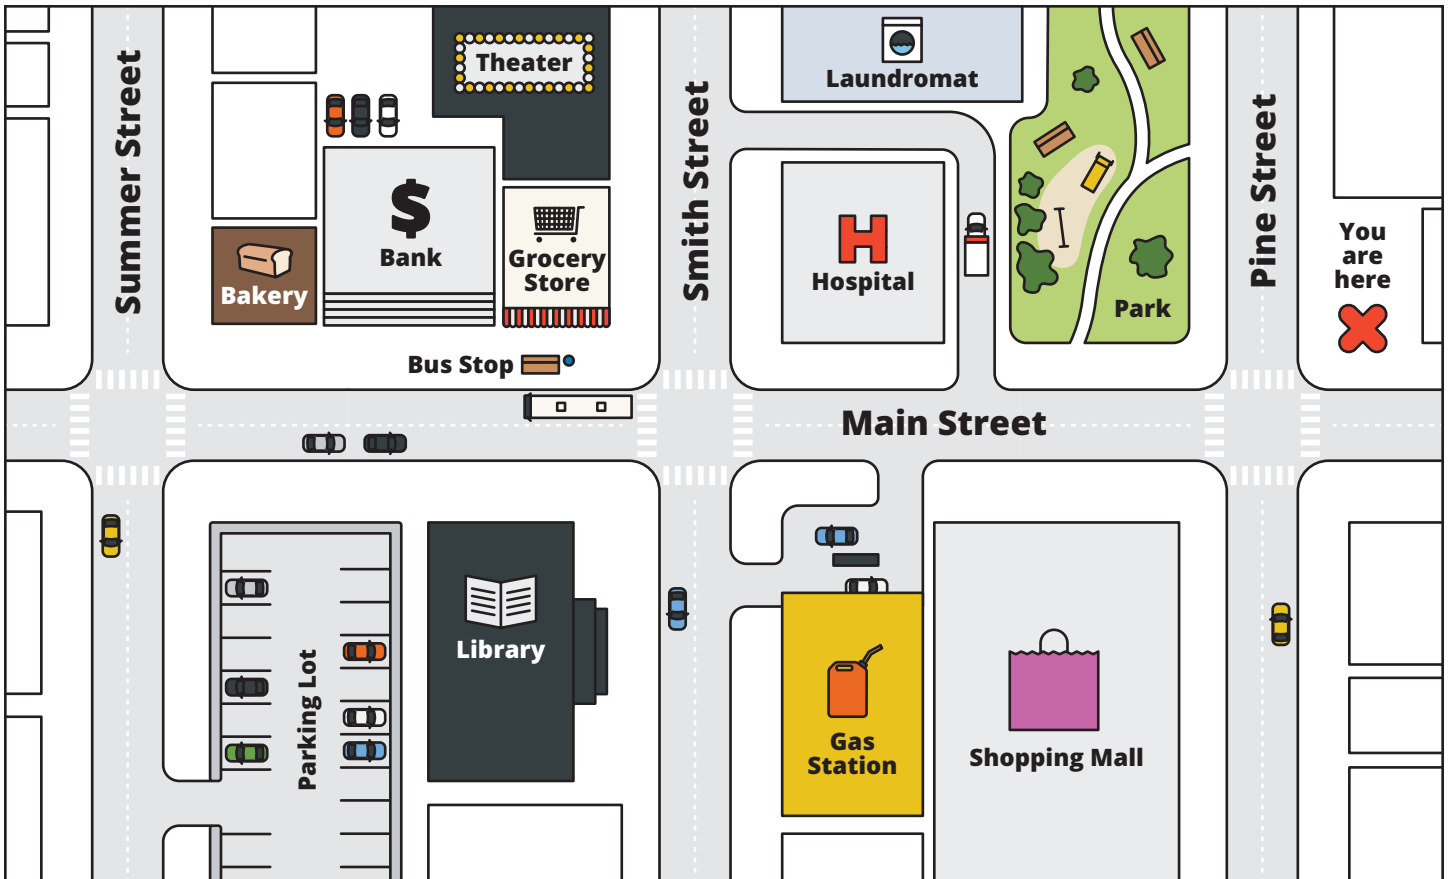 Theater
Laundromat
Summer Street
Smith Street
Pine Street
$
Bank
Grocery
Store
Bakery
H
Hospital
Park
You
are
here
Bus Stop
Main Street
Library
Parking Lot
Gas
Station
Shopping Mall